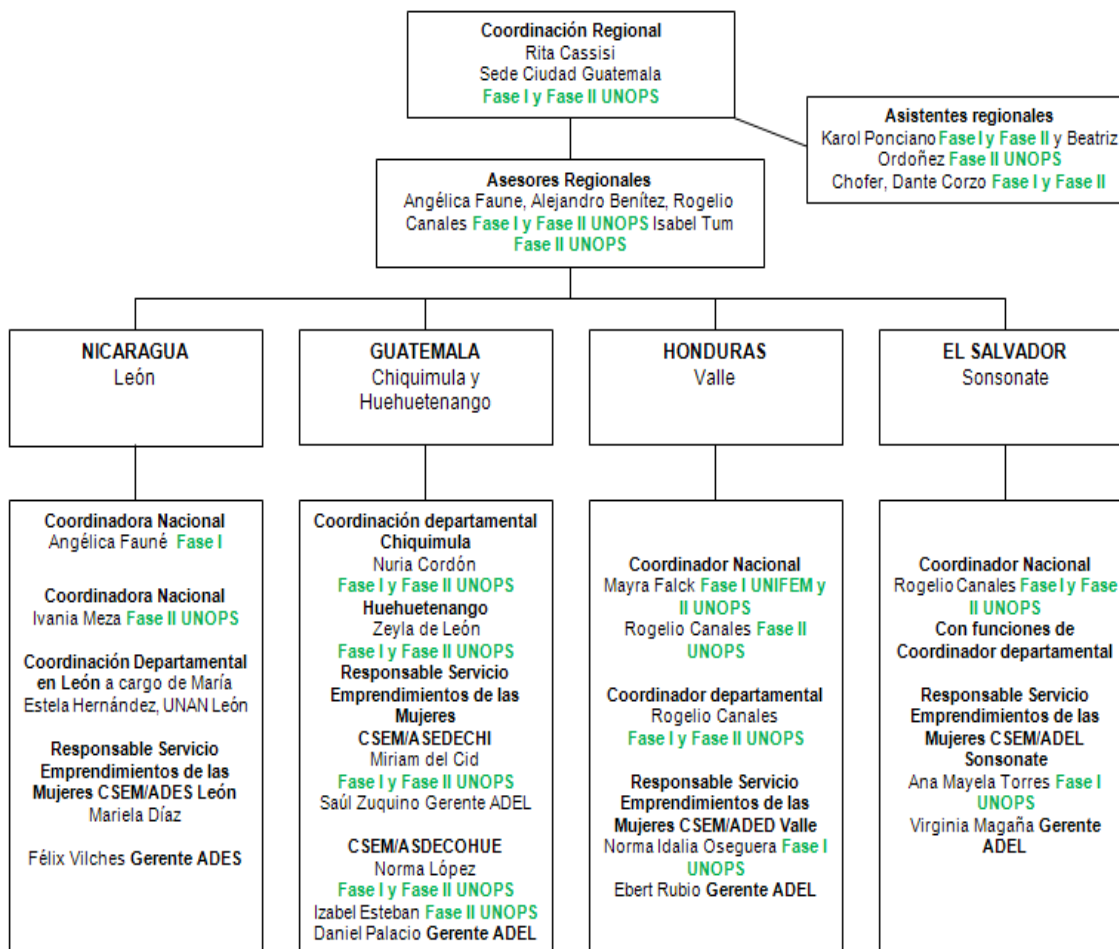 Coordinación Regional
Rita Cassisi
Sede Ciudad Guatemala
Fase I y Fase II UNOPS
Asistentes regionales
Karol Ponciano Fase I y Fase II y Beatriz
Ordoñez Fase II UNOPS
Chofer, Dante Corzo Fase I y Fase II
Asesores Regionales
Angélica Faune, Alejandro Benítez, Rogelio
Canales Fase I y Fase II UNOPS Isabel Tum
Fase II UNOPS
NICARAGUA
León
GUATEMALA
Chiquimula y
Huehuetenango
HONDURAS
Valle
EL SALVADOR
Sonsonate
Coordinadora Nacional
Angélica Fauné Fase I
Coordinadora Nacional
Ivania Meza Fase II UNOPS
Coordinación Departamental
en León a cargo de María
Estela Hernández, UNAN León
Responsable Servicio
Emprendimientos de las
Mujeres CSEM/ADES León
Mariela Díaz
Félix Vilches Gerente ADES
Coordinación departamental
Chiquimula
Nuria Cordón
Fase I y Fase II UNOPS
Huehuetenango
Zeyla de León
Fase I y Fase II UNOPS
Responsable Servicio
Emprendimientos de las
Mujeres
CSEM/ASEDECHI
Miriam del Cid
Fase I y Fase II UNOPS
Saúl Zuquino Gerente ADEL
CSEM/ASDECOHUE
Norma López
Fase I y Fase II UNOPS
Izabel Esteban Fase II UNOPS
Daniel Palacio Gerente ADEL
Coordinador Nacional
Mayra Falck Fase I UNIFEM y
II UNOPS
Rogelio Canales Fase II
UNOPS
Coordinador departamental
Rogelio Canales
Fase I y Fase II UNOPS
Responsable Servicio
Emprendimientos de las
Mujeres CSEM/ADED Valle
Norma Idalia Oseguera Fase I
UNOPS
Ebert Rubio Gerente ADEL
Coordinador Nacional
Rogelio Canales Fase I y Fase
II UNOPS
Con funciones de
Coordinador departamental
Responsable Servicio
Emprendimientos de las
Mujeres CSEM/ADEL
Sonsonate
Ana Mayela Torres Fase I
UNOPS
Virginia Magaña Gerente
ADEL